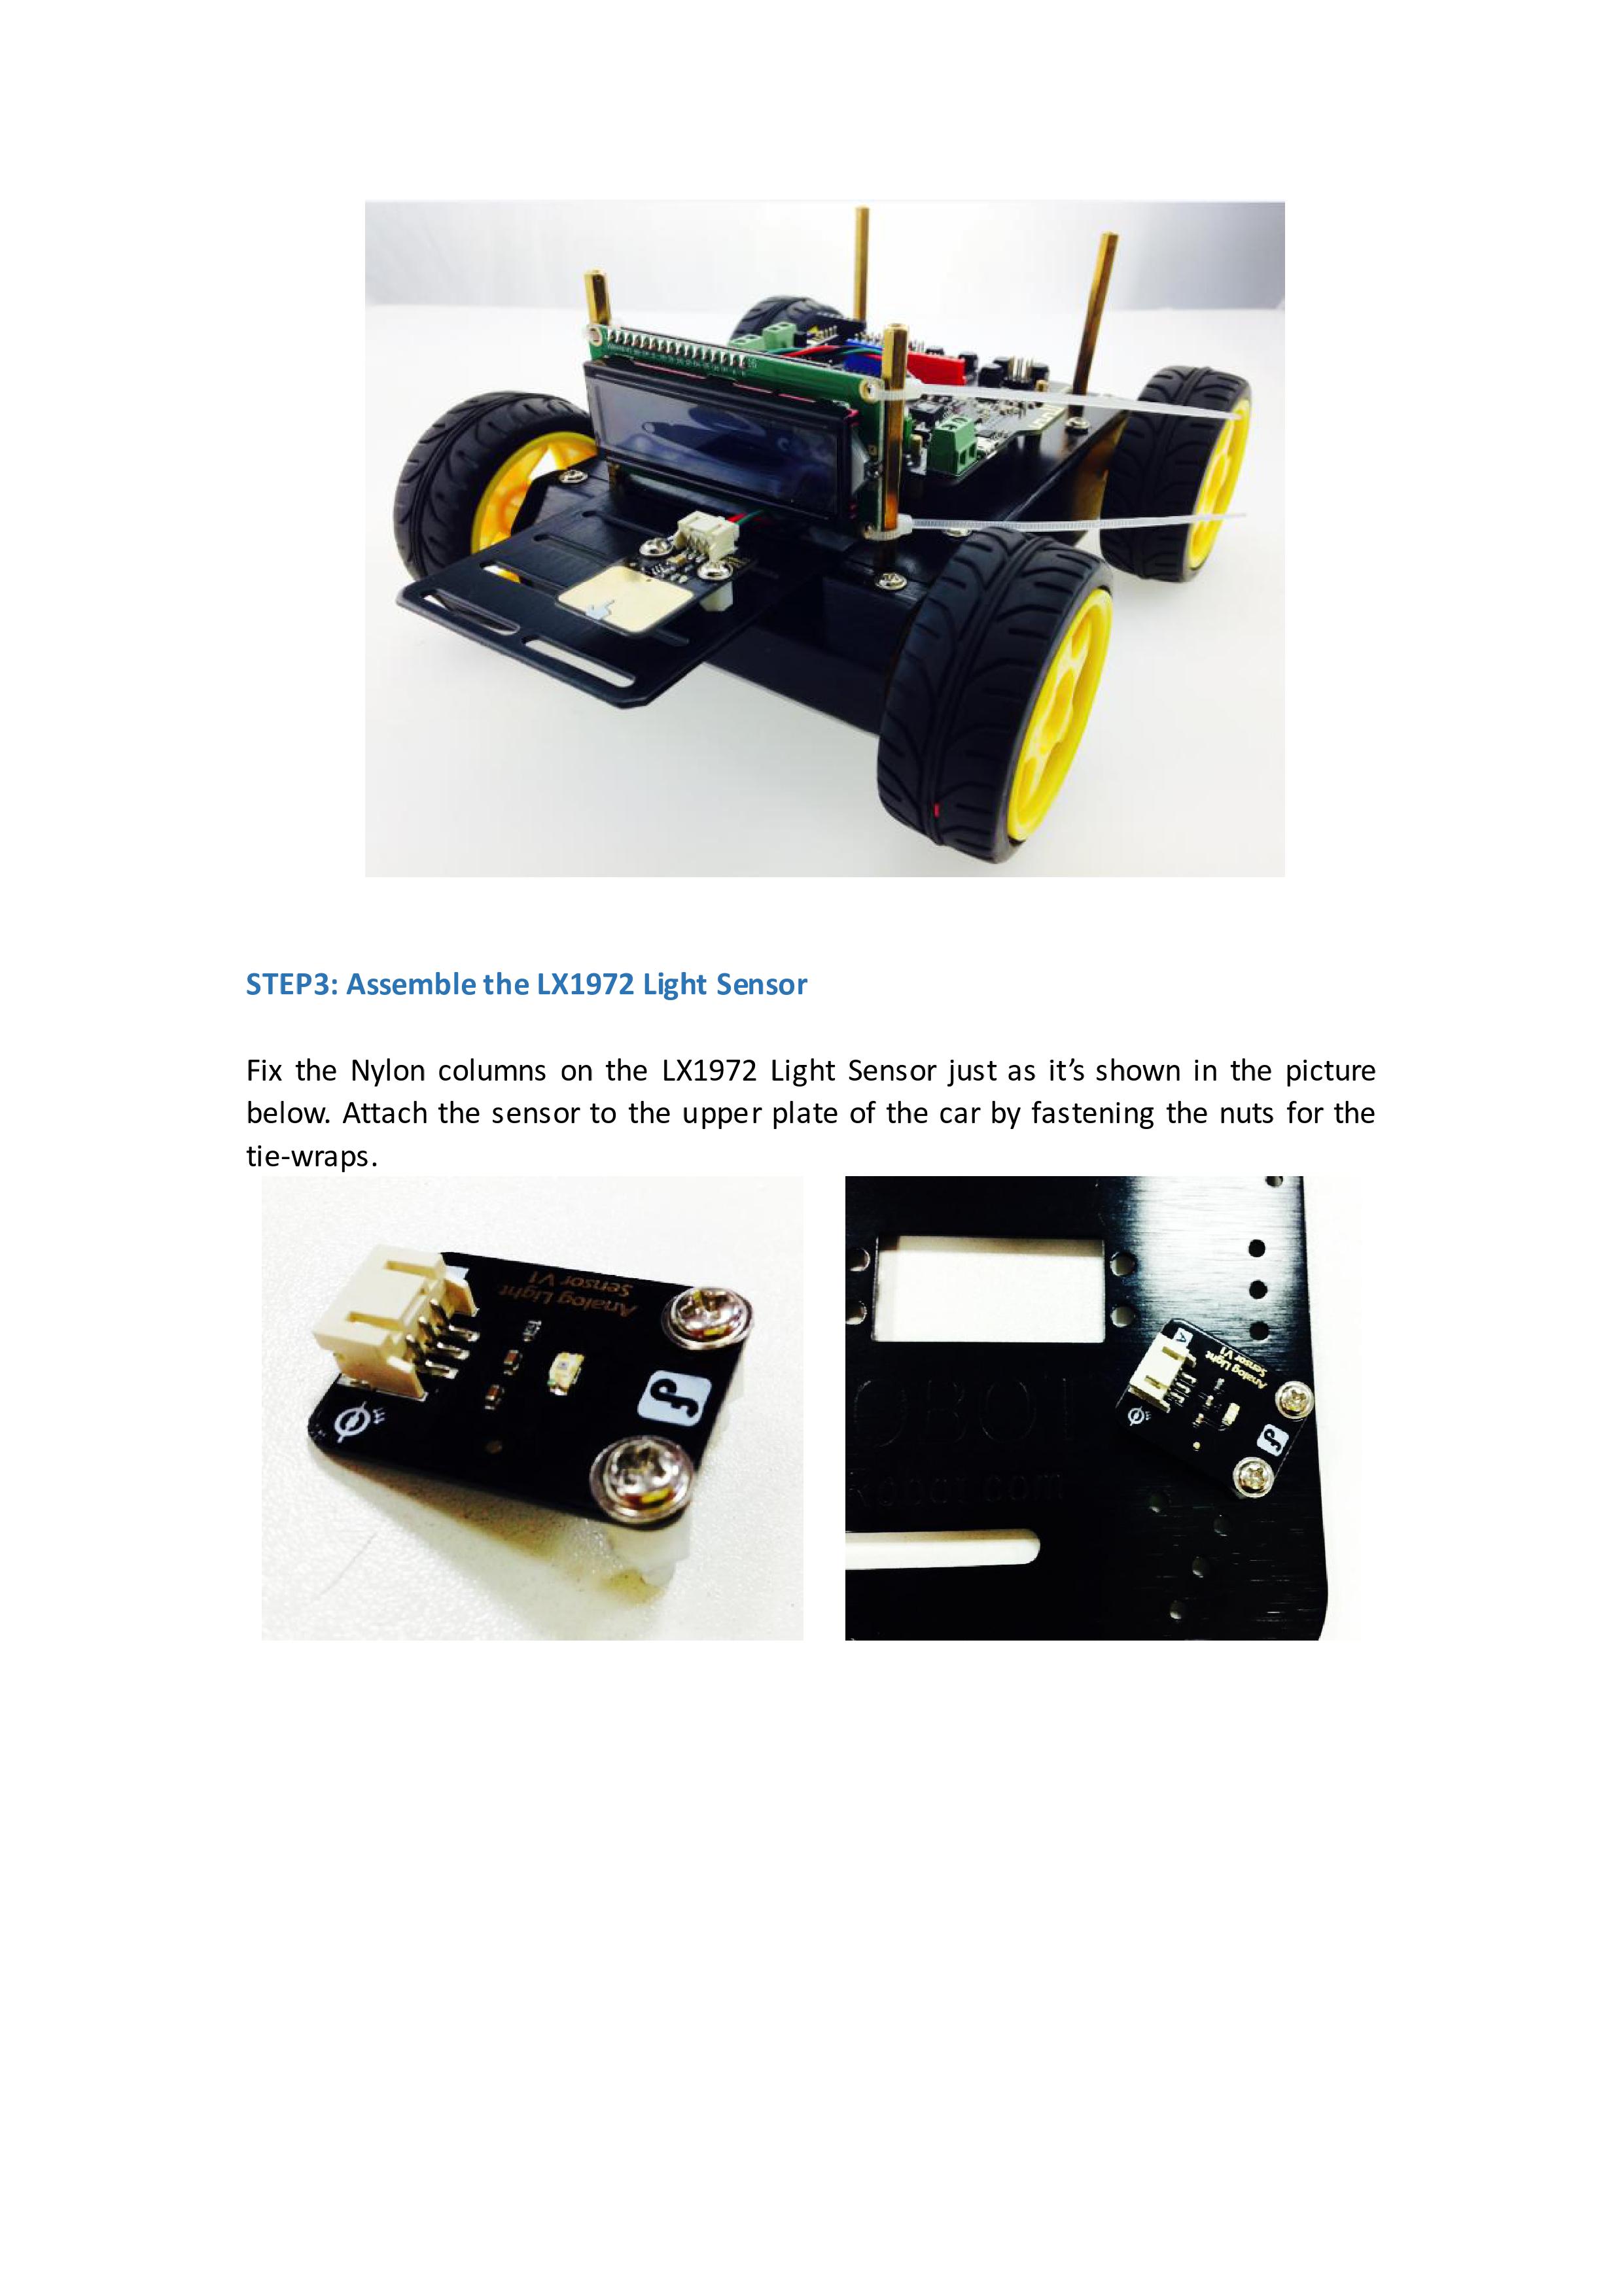 STEP3: Assemble the LX1972 Light Sensor
Fix the Nylon columns on the LX1972 Light Sensor just as it’s shown in the picture
below. Attach the sensor to the upper plate of the car by fastening the nuts for the
tie-wraps.
Analog Light
Sensor V1
A
Analog Light
Sensor V1
OBOT